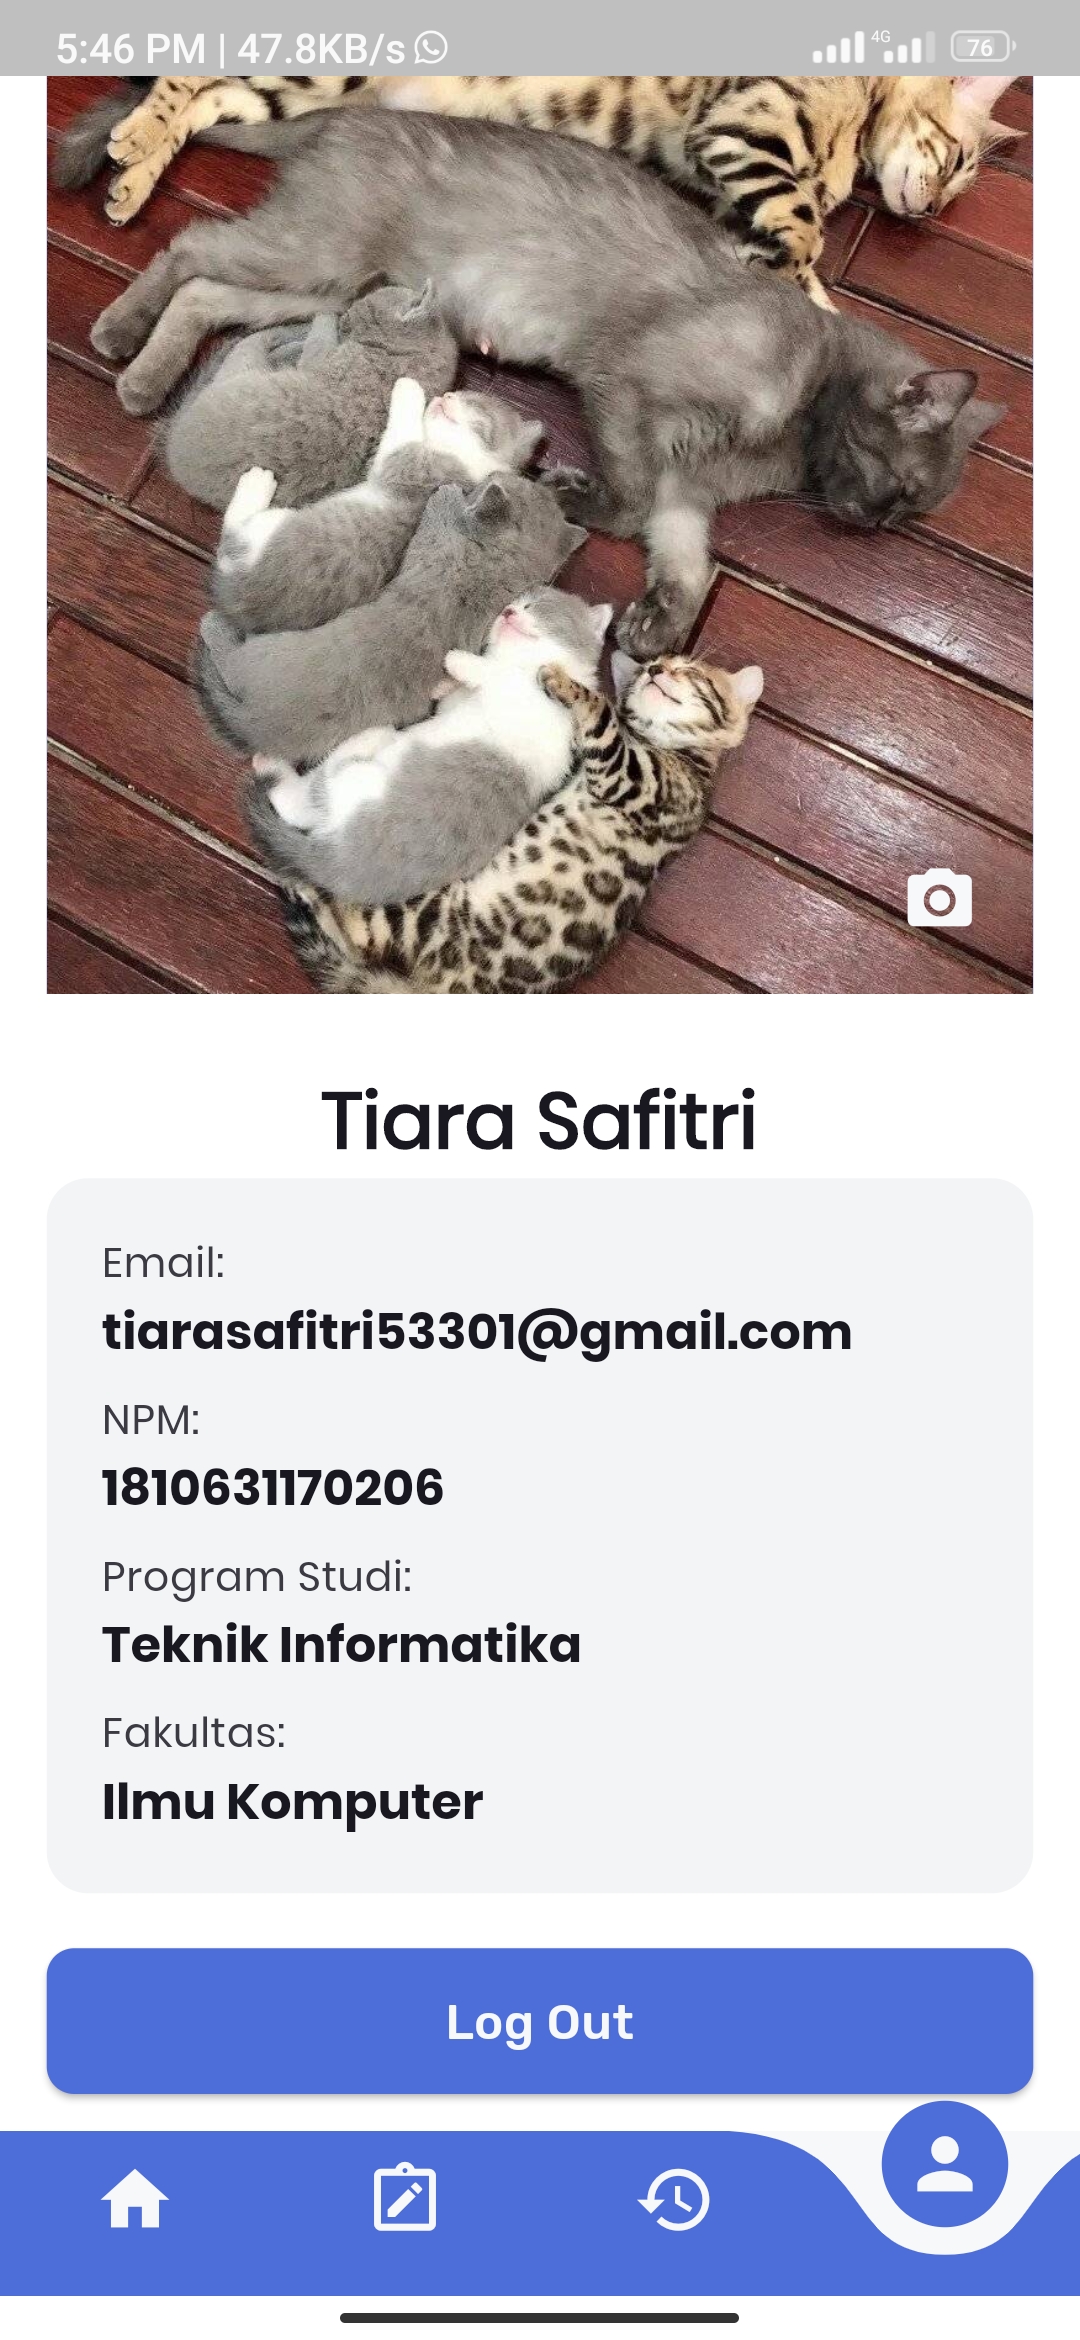 5:46 PM | 47.8KB/s
4G
76
Tiara Safitri
Email:
tiarasafitri53301@gmail.com
NPM:
1810631170206
Program Studi:
Teknik Informatika
Fakultas:
Ilmu Komputer
Log Out